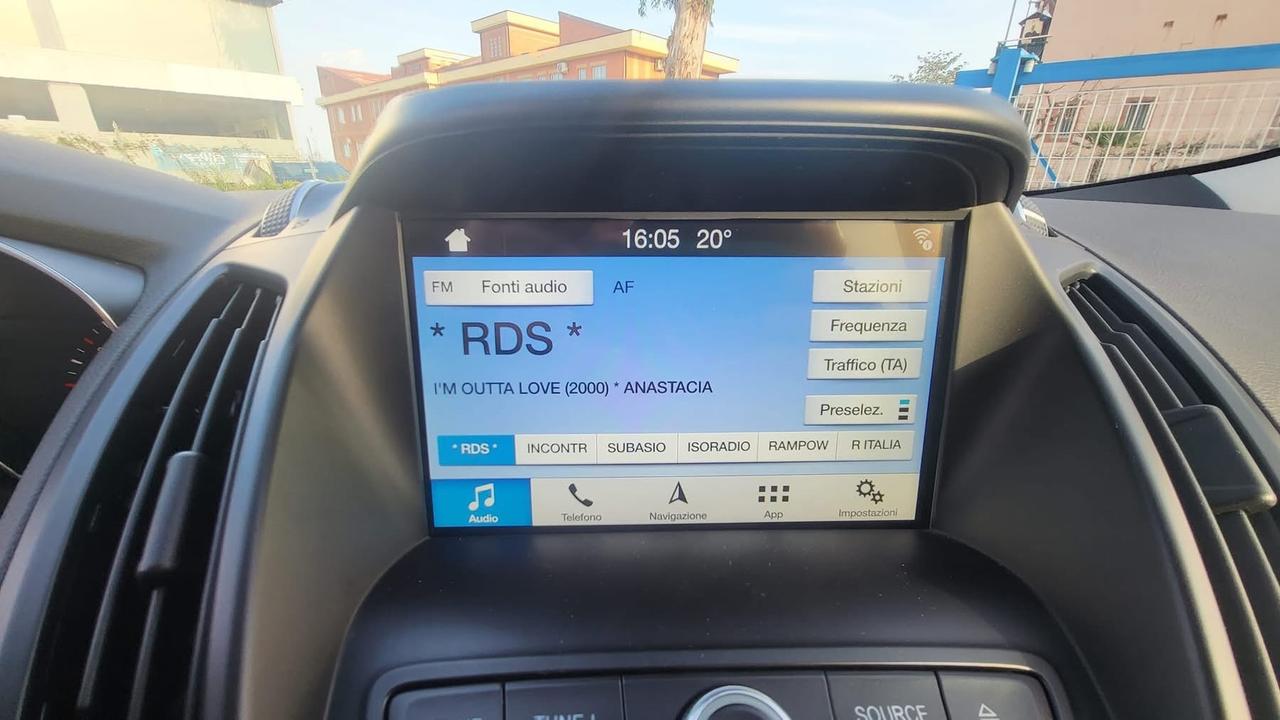 16:05 20°
FM Fonti audio AF Stazioni
* RDS * Frequenza
Traffico (TA)
I'M OUTTA LOVE (2000) * ANASTACIA
Preselez.
* RDS * INCONTR SUBASIO ISORADIO RAMPOW R ITALIA
Audio Telefono Navigazione App Impostazioni
SOURCE